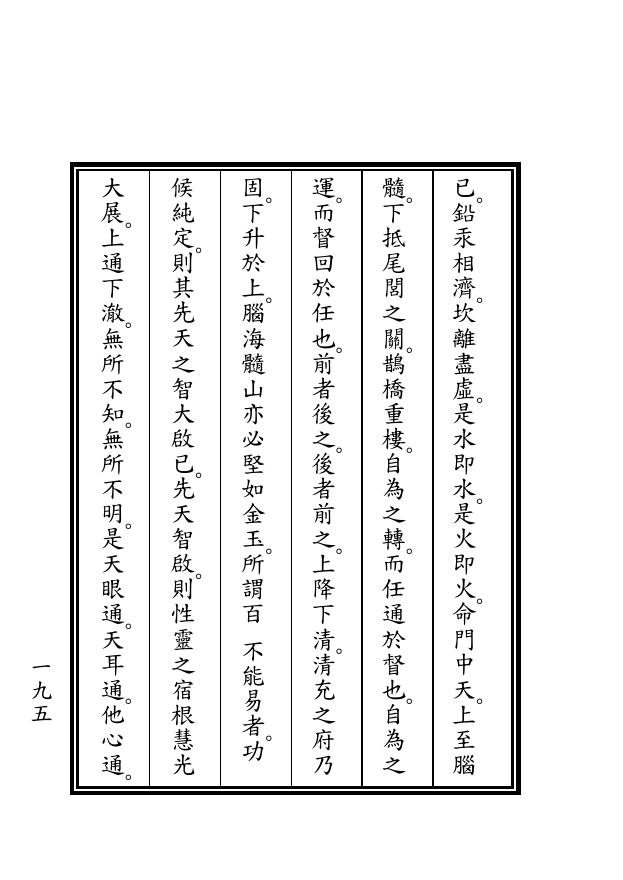 已。鉛汞相濟。坎離盡虛。是水即水。是火即火。命門中天。上至腦
髓。下抵尾閭之關。鵲橋重樓。自為之轉。而任通於督也。自為之
運。而督回於任也。前者後之。後者前之。上降下清。清充之府乃
固。下升於上。腦海髓山亦必堅如金玉。所謂百 不能易者。功
候純定。則其先天之智大啟已。先天智啟。則性靈之宿根慧光
大展。上通下澈。無所不知。無所不明。是天眼通。天耳通。他心通。
一九五